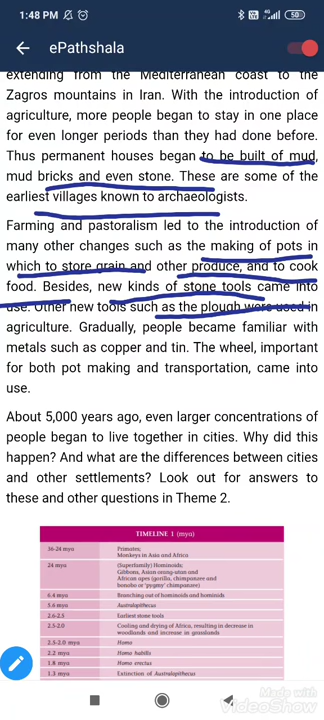 1:48 PM
50
ePathshala
extending from the Mediterranean coast to the
Zagros mountains in Iran. With the introduction of
agriculture, more people began to stay in one place
for even longer periods than they had done before.
Thus permanent houses began to be built of mud,
mud bricks and even stone. These are some of the
earliest villages known to archaeologists.
Farming and pastoralism led to the introduction of
many other changes such as the making of pots in
which to store grain and other produce, and to cook
food. Besides, new kinds of stone tools came into
use. Other new tools such as the plough were used in
agriculture. Gradually, people became familiar with
metals such as copper and tin. The wheel, important
for both pot making and transportation, came into
use.
About 5,000 years ago, even larger concentrations of
people began to live together in cities. Why did this
happen? And what are the differences between cities
and other settlements? Look out for answers to
these and other questions in Theme 2.
TIMELINE 1 (mya)
36-24 mya Primates;
Monkeys in Asia and Africa
24 mya (Superfamily) Hominoids;
Gibbons, Asian orang-utan and
African apes (gorilla, chimpanzee and
bonobo or 'pygmy' chimpanzee)
6.4 mya Branching out of hominoids and hominids
5.6 mya Australopithecus
2.6-2.5 Earliest stone tools
2.5-2.0 Cooling and drying of Africa, resulting in decrease in
woodlands and increase in grasslands
2.5-2.0 mya Homo
2.2 mya Homo habilis
1.8 mya Homo erectus
1.3 mya Extinction of Australopithecus
Made with
VivaVideo